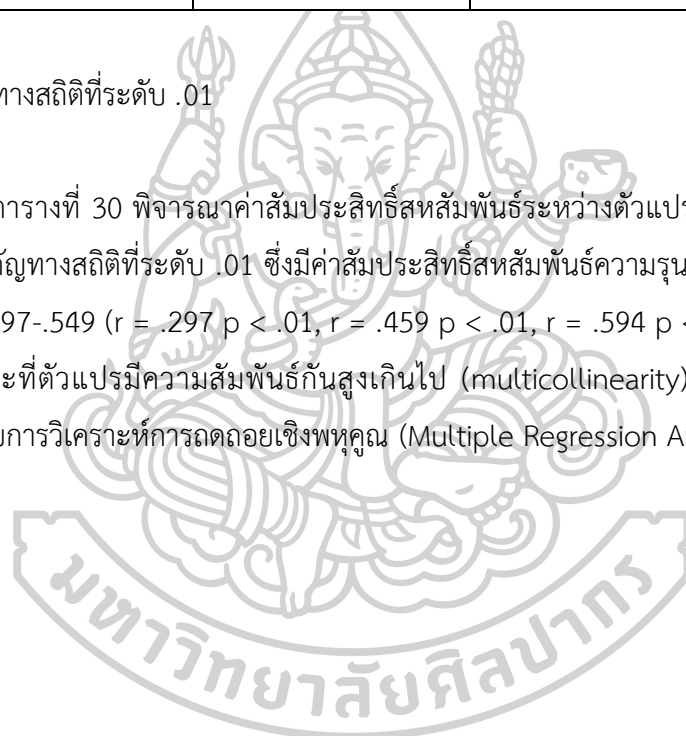 ทางสถิติที่ระดับ .01
ตารางที่ 30 พิจารณาค่าสัมประสิทธิ์สหสัมพันธ์ระหว่างตัวแปร
ัญทางสถิติที่ระดับ .01 ซึ่งมีค่าสัมประสิทธิ์สหสัมพันธ์ความรุน
97-.549 (r = .297 p < .01, r = .459 p < .01, r = .594 p <
ะที่ตัวแปรมีความสัมพันธ์กันสูงเกินไป (multicollinearity)
การวิเคราะห์การถดถอยเชิงพหุคูณ (Multiple Regression A
มหาวิทยาลัยศิลปากร